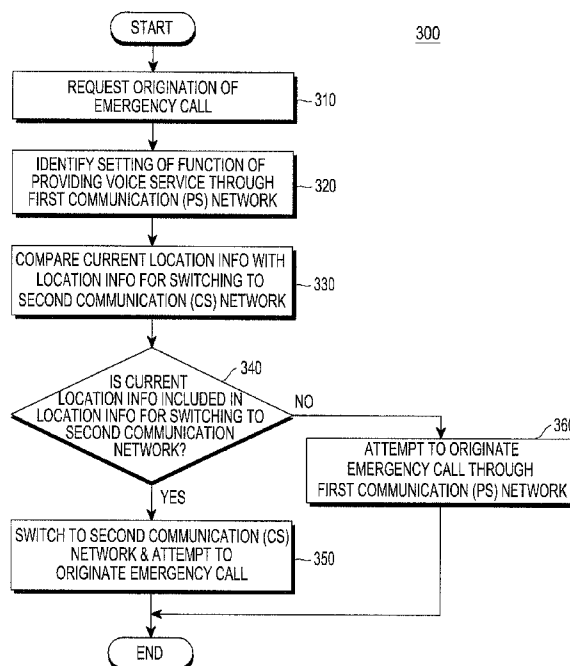 START
300
REQUEST ORIGINATION OF
EMERGENCY CALL
310
IDENTIFY SETTING OF FUNCTION OF
PROVIDING VOICE SERVICE THROUGH
FIRST COMMUNICATION (PS) NETWORK
320
COMPARE CURRENT LOCATION INFO WITH
LOCATION INFO FOR SWITCHING TO
SECOND COMMUNICATION (CS) NETWORK
330
340
IS CURRENT
LOCATION INFO INCLUDED IN
LOCATION INFO FOR SWITCHING TO
SECOND COMMUNICATION
NETWORK?
NO
360
ATTEMPT TO ORIGINATE
EMERGENCY CALL THROUGH
FIRST COMMUNICATION (PS) NETWORK
YES
SWITCH TO SECOND COMMUNICATION (CS)
NETWORK & ATTEMPT TO
ORIGINATE EMERGENCY CALL
350
END